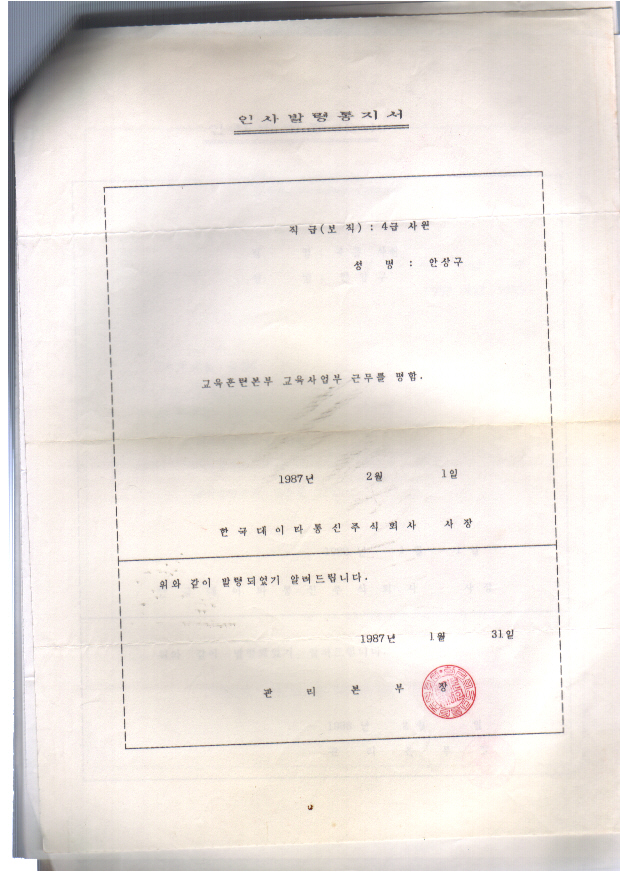 인사발령통지서
직급(보직) : 4급 사원
성 명 : 안상구
교육훈련본부 교육사업부 근무를 명함.
1987년 2월 1일
한국데이타통신주식회사 사장
위와 같이 발령되었기 알려드립니다.
1987년 1월 31일
관 리 본 부 장